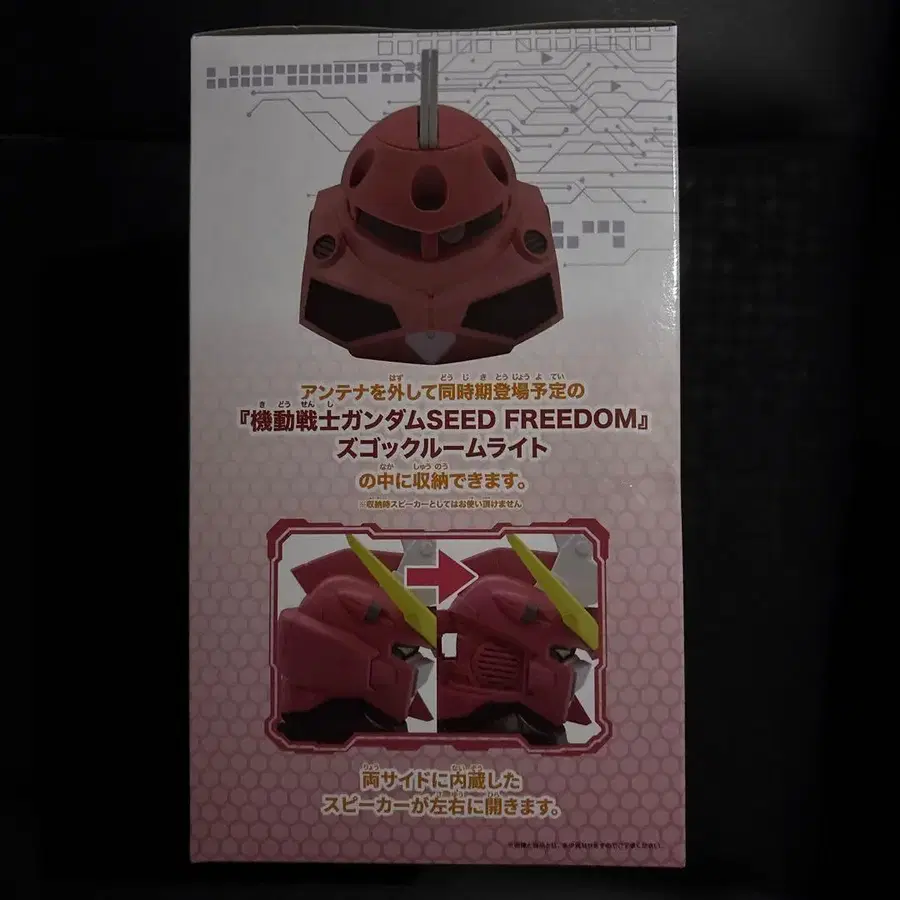 アンテナを外して同時期登場予定の
『機動戦士ガンダムSEED FREEDOM』
ズゴックルームライト
の中に収納できます。
※収納時スピーカーとしてはお使い頂けません
両サイドに内蔵した
スピーカーが左右に開きます。